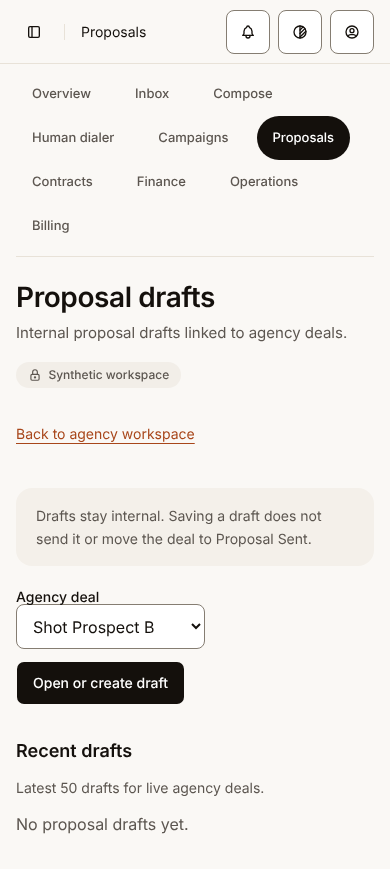 Proposals
Overview
Inbox
Compose
Human dialer
Campaigns
Proposals
Contracts
Finance
Operations
Billing
Proposal drafts
Internal proposal drafts linked to agency deals.
Synthetic workspace
Back to agency workspace
Drafts stay internal. Saving a draft does not
send it or move the deal to Proposal Sent.
Agency deal
Shot Prospect B
Open or create draft
Recent drafts
Latest 50 drafts for live agency deals.
No proposal drafts yet.